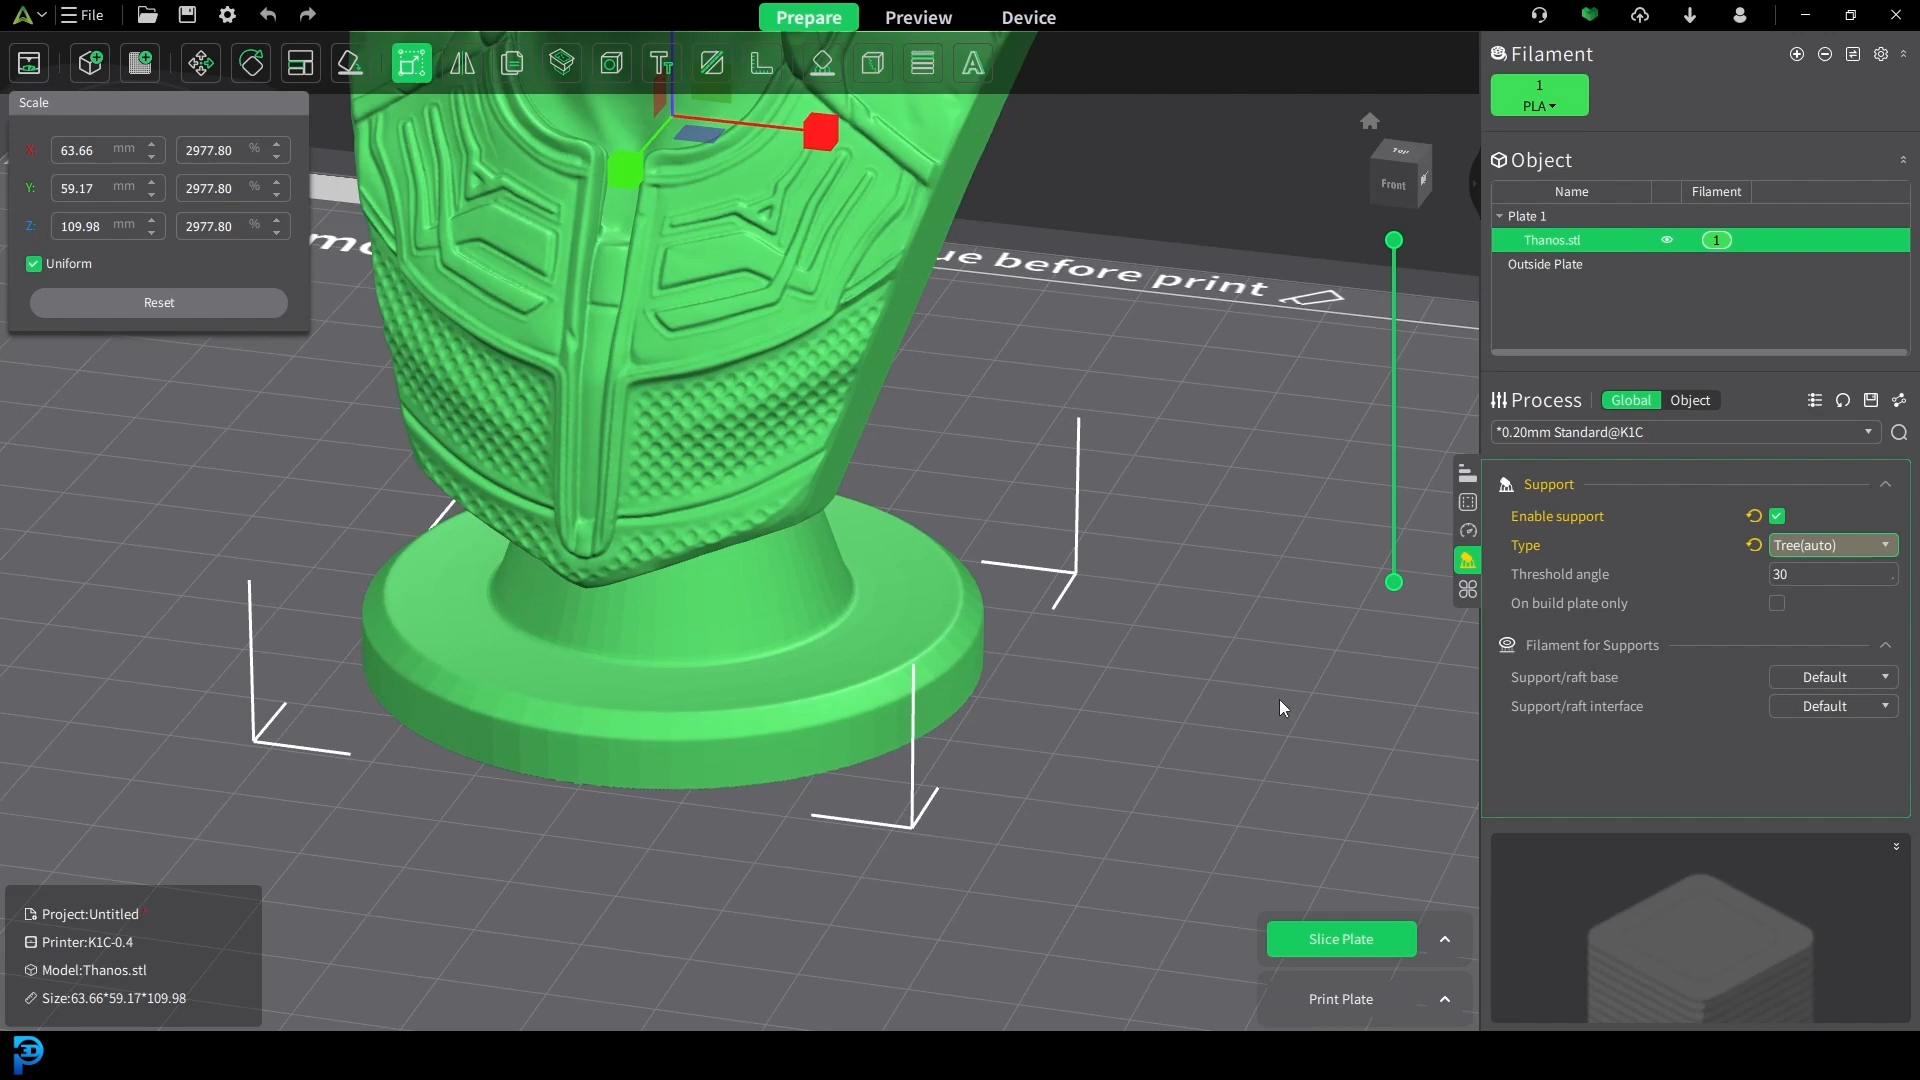 File
Prepare
Preview
Device
Scale
X: 63.66 mm 2977.80 %
Y: 59.17 mm 2977.80 %
Z: 109.98 mm 2977.80 %
Uniform
Reset
ue before print
Top
Front
Filament
1
PLA
Object
Name Filament
Plate 1
Thanos.stl 1
Outside Plate
Process Global Object
*0.20mm Standard@K1C
Support
Enable support
Type Tree(auto)
Threshold angle 30
On build plate only
Filament for Supports
Support/raft base Default
Support/raft interface Default
Project:Untitled *
Printer:K1C-0.4
Model:Thanos.stl
Size:63.66*59.17*109.98
Slice Plate
Print Plate
3D